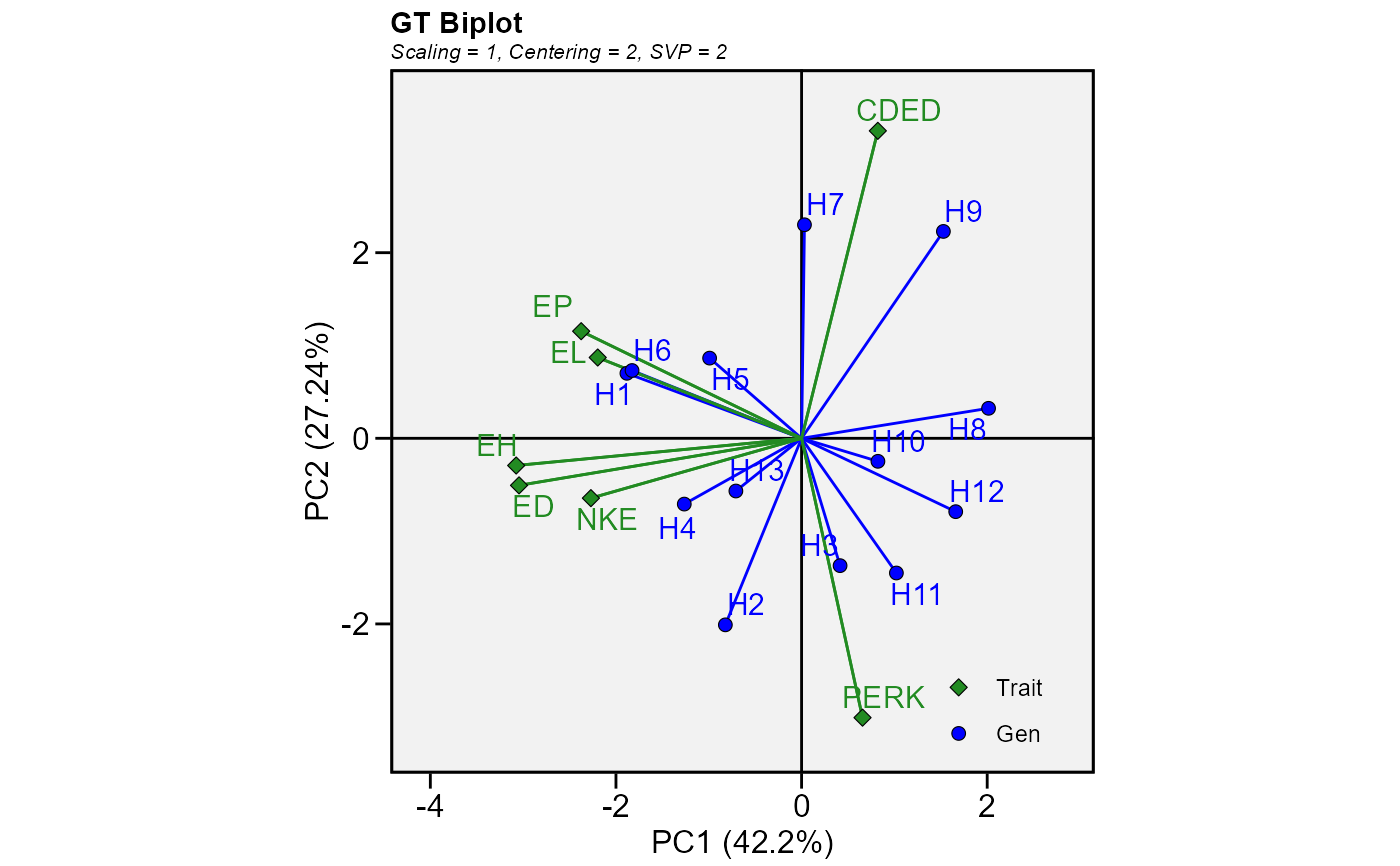 GT Biplot
Scaling = 1, Centering = 2, SVP = 2
CDED
H7
H9
2
EP
H6
EL
H5
H1
H8
0
EH
H10
H13
H12
ED
NKE
H4
H3
H11
H2
-2
PERK
Trait
Gen
-4
-2
0
2
PC1 (42.2%)
PC2 (27.24%)